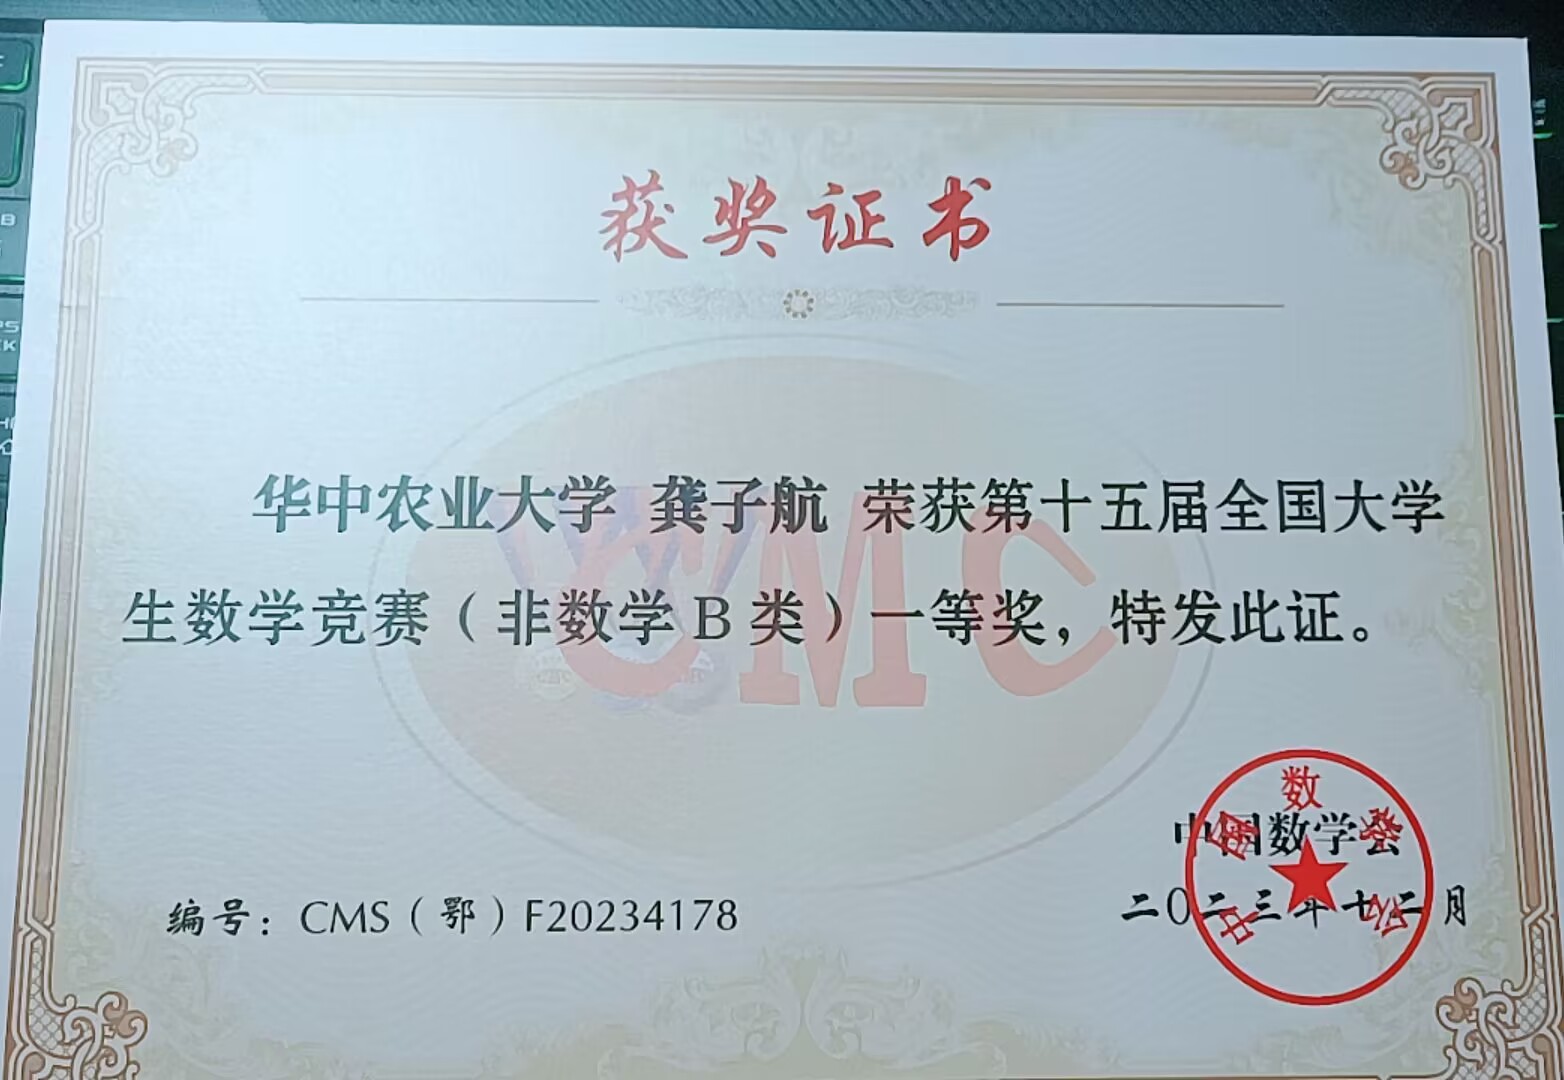 获奖证书
CMC
华中农业大学 龚子航 荣获第十五届全国大学
生数学竞赛（非数学B类）一等奖，特发此证。
中国数学会
编号：CMS（鄂）F20234178
二〇二三年十二月
中国数学会